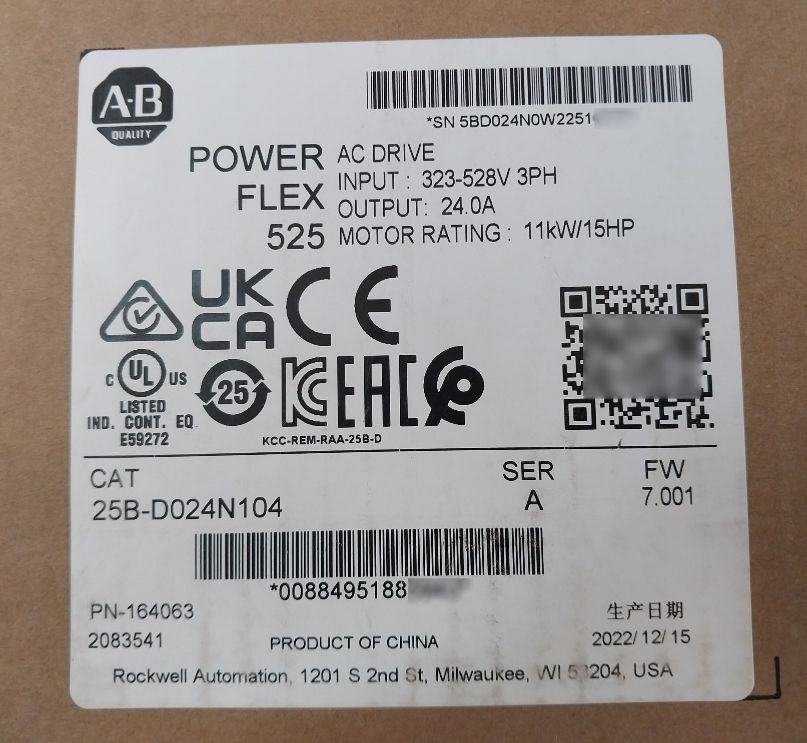 A-B
QUALITY
*SN 5BD024N0W2251
POWER FLEX 525
AC DRIVE
INPUT : 323-528V 3PH
OUTPUT: 24.0A
MOTOR RATING : 11kW/15HP
UK CA CE
C UL US
LISTED
IND. CONT. EQ
E59272
25
KC EAC
KCC-REM-RAA-25B-D
CAT
25B-D024N104
SER
A
FW
7.001
*0088495188
PN-164063
2083541
PRODUCT OF CHINA
生产日期
2022/12/15
Rockwell Automation, 1201 S 2nd St, Milwaukee, WI 53204, USA